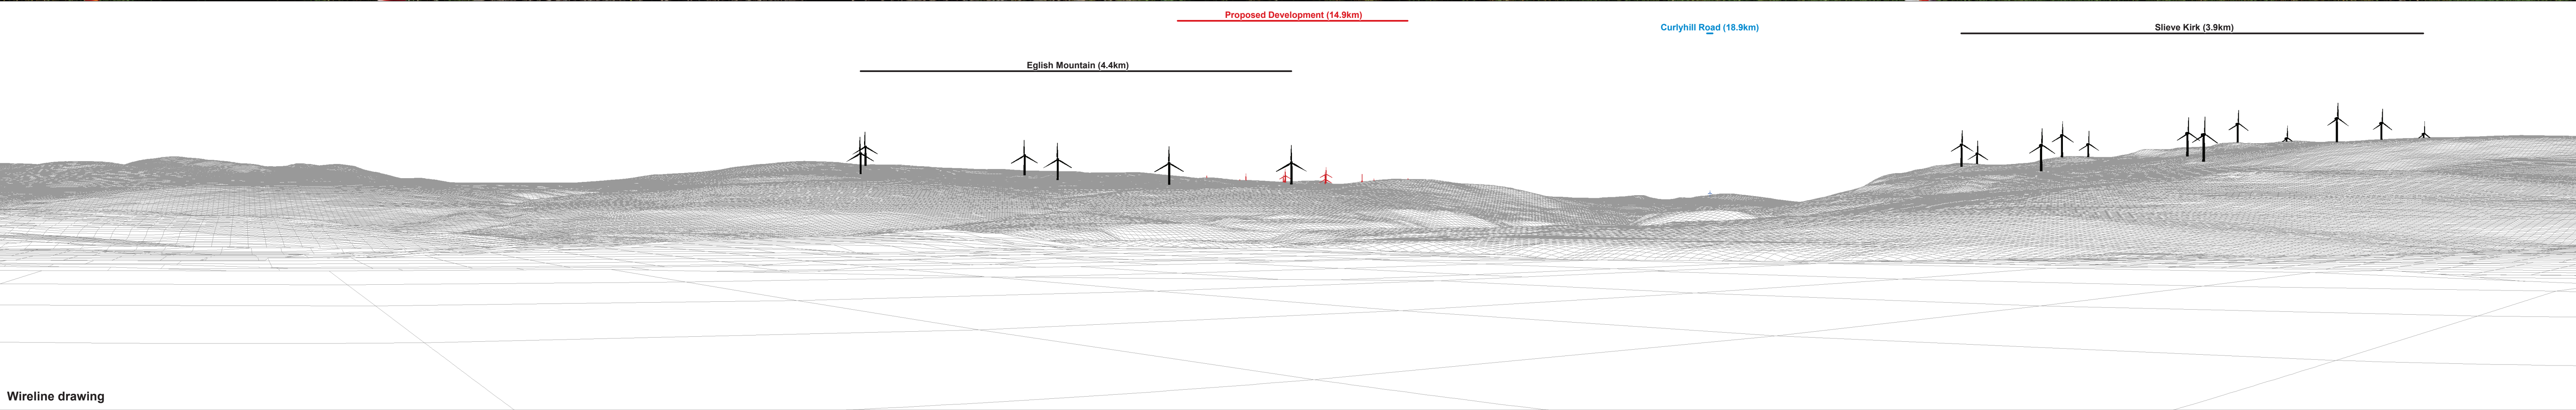 Proposed Development (14.9km)
Curlyhill Road (18.9km)
Slieve Kirk (3.9km)
Eglish Mountain (4.4km)
Wireline drawing